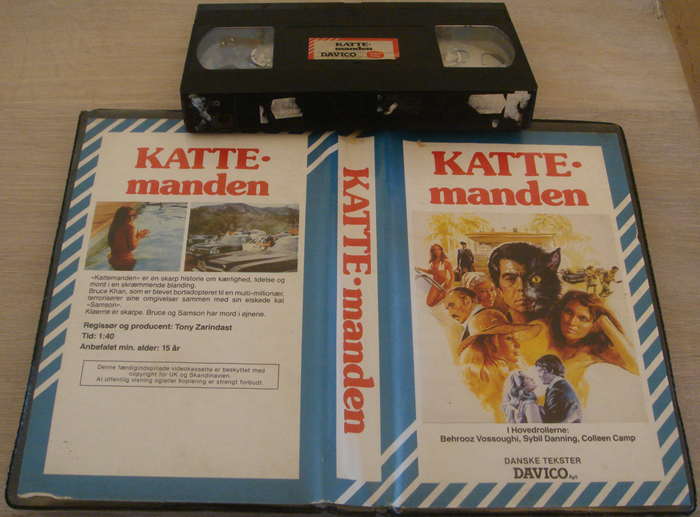 KATTE-
manden
DAVICO
KATTE•
manden
»Kattemanden« er en skarp historie om kærlighed, lidelse og
mord i en skræmmende blanding.
Bruce Khan, som er blevet bortadopteret til en multi-millionær,
terroriserer sine omgivelser sammen med sin elskede kat
»Samson«.
Kløerne er skarpe. Bruce og Samson har mord i øjnene.
Regissør og producent: Tony Zarindast
Tid: 1:40
Anbefalet min. alder: 15 år
Denne færdigindspillede videokassette er beskyttet med
copyright for UK og Skandinavien.
Al offentlig visning og/eller kopiering er strengt forbudt.
KATTE•manden
KATTE•
manden
I Hovedrollerne:
Behrooz Vossoughi, Sybil Danning, Colleen Camp
DANSKE TEKSTER
DAVICO ApS